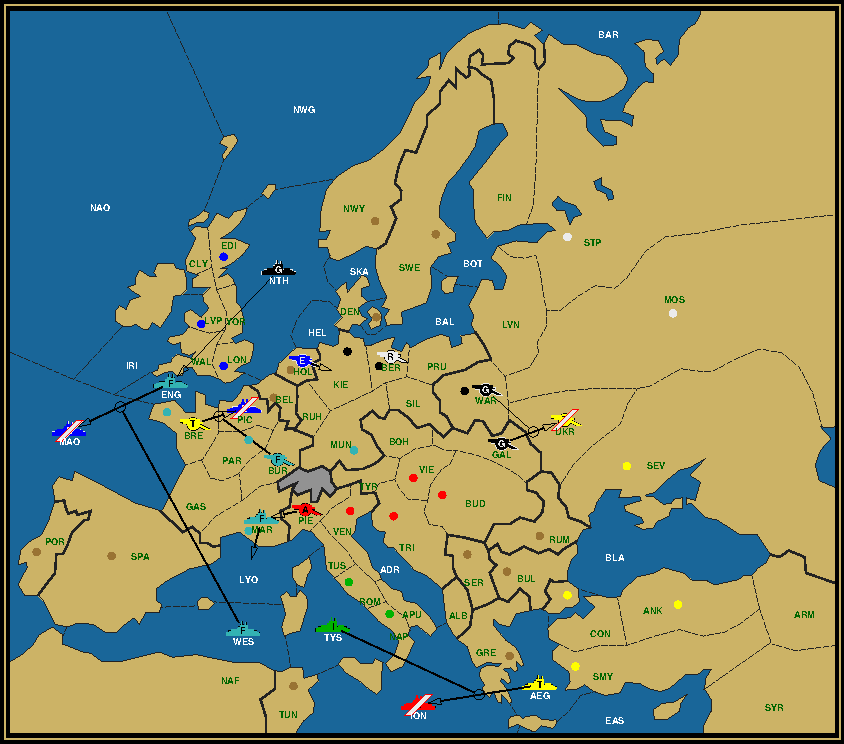 BAR
NWG
NAO
NWY
FIN
EDI
STP
CLY
SWE
BOT
SKA
NTH
MOS
DEN
LVP YOR
LVN
BAL
HEL
IRI
WAL LON
E
HOL
R
BER
PRU
KIE
F
ENG
G
WAR
BEL
SIL
T
BRE
PIC
RUH
UKR
MAO
G
GAL
MUN
BOH
PAR
F
BUR
VIE
SEV
TYR
BUD
GAS
A
PIE
F
MAR
VEN
POR
SPA
TRI
RUM
BLA
TUS
ADR
LYO
SER
BUL
ROM
ANK
APU
ALB
ARM
F
WES
I
TYS
NAP
CON
GRE
SMY
NAF
T
AEG
TUN
ION
EAS
SYR